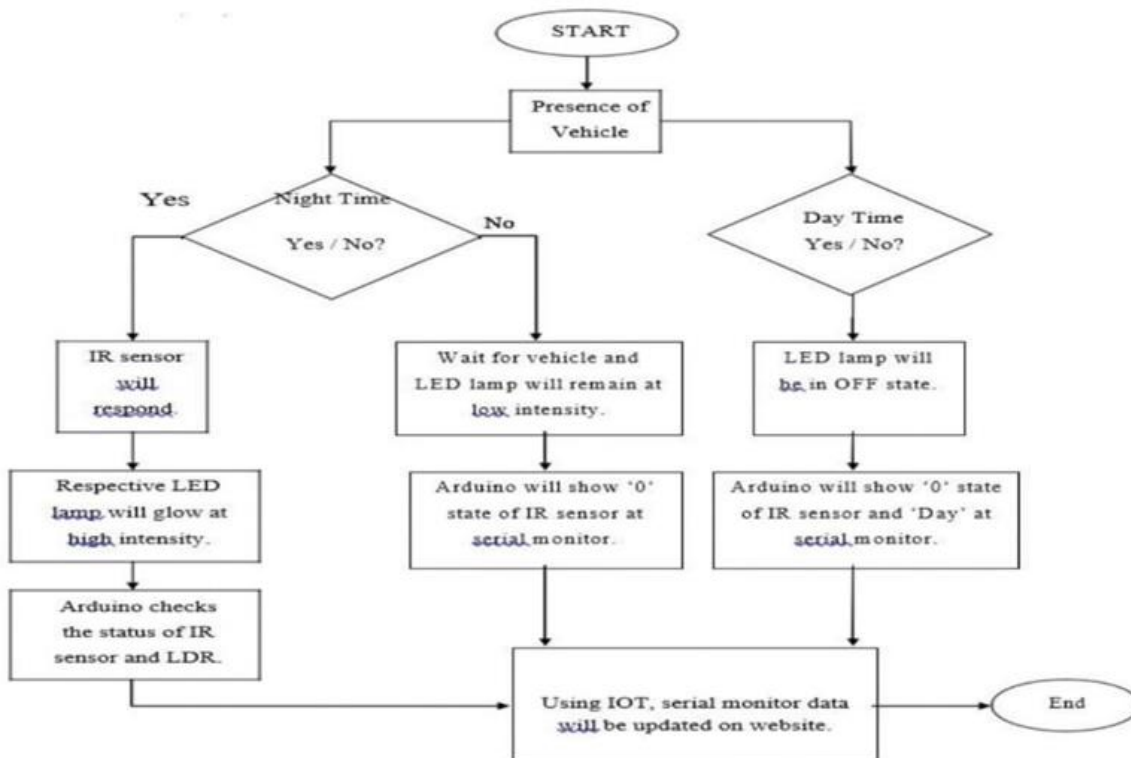 START
Presence of
Vehicle
Yes
Night Time
Yes / No?
No
Day Time
Yes / No?
IR sensor
will
respond.
Wait for vehicle and
LED lamp will remain at
low intensity.
LED lamp will
be in OFF state.
Respective LED
lamp will glow at
high intensity.
Arduino will show ‘0’
state of IR sensor at
serial monitor.
Arduino will show ‘0’ state
of IR sensor and ‘Day’ at
serial monitor.
Arduino checks
the status of IR
sensor and LDR.
Using IOT, serial monitor data
will be updated on website.
End